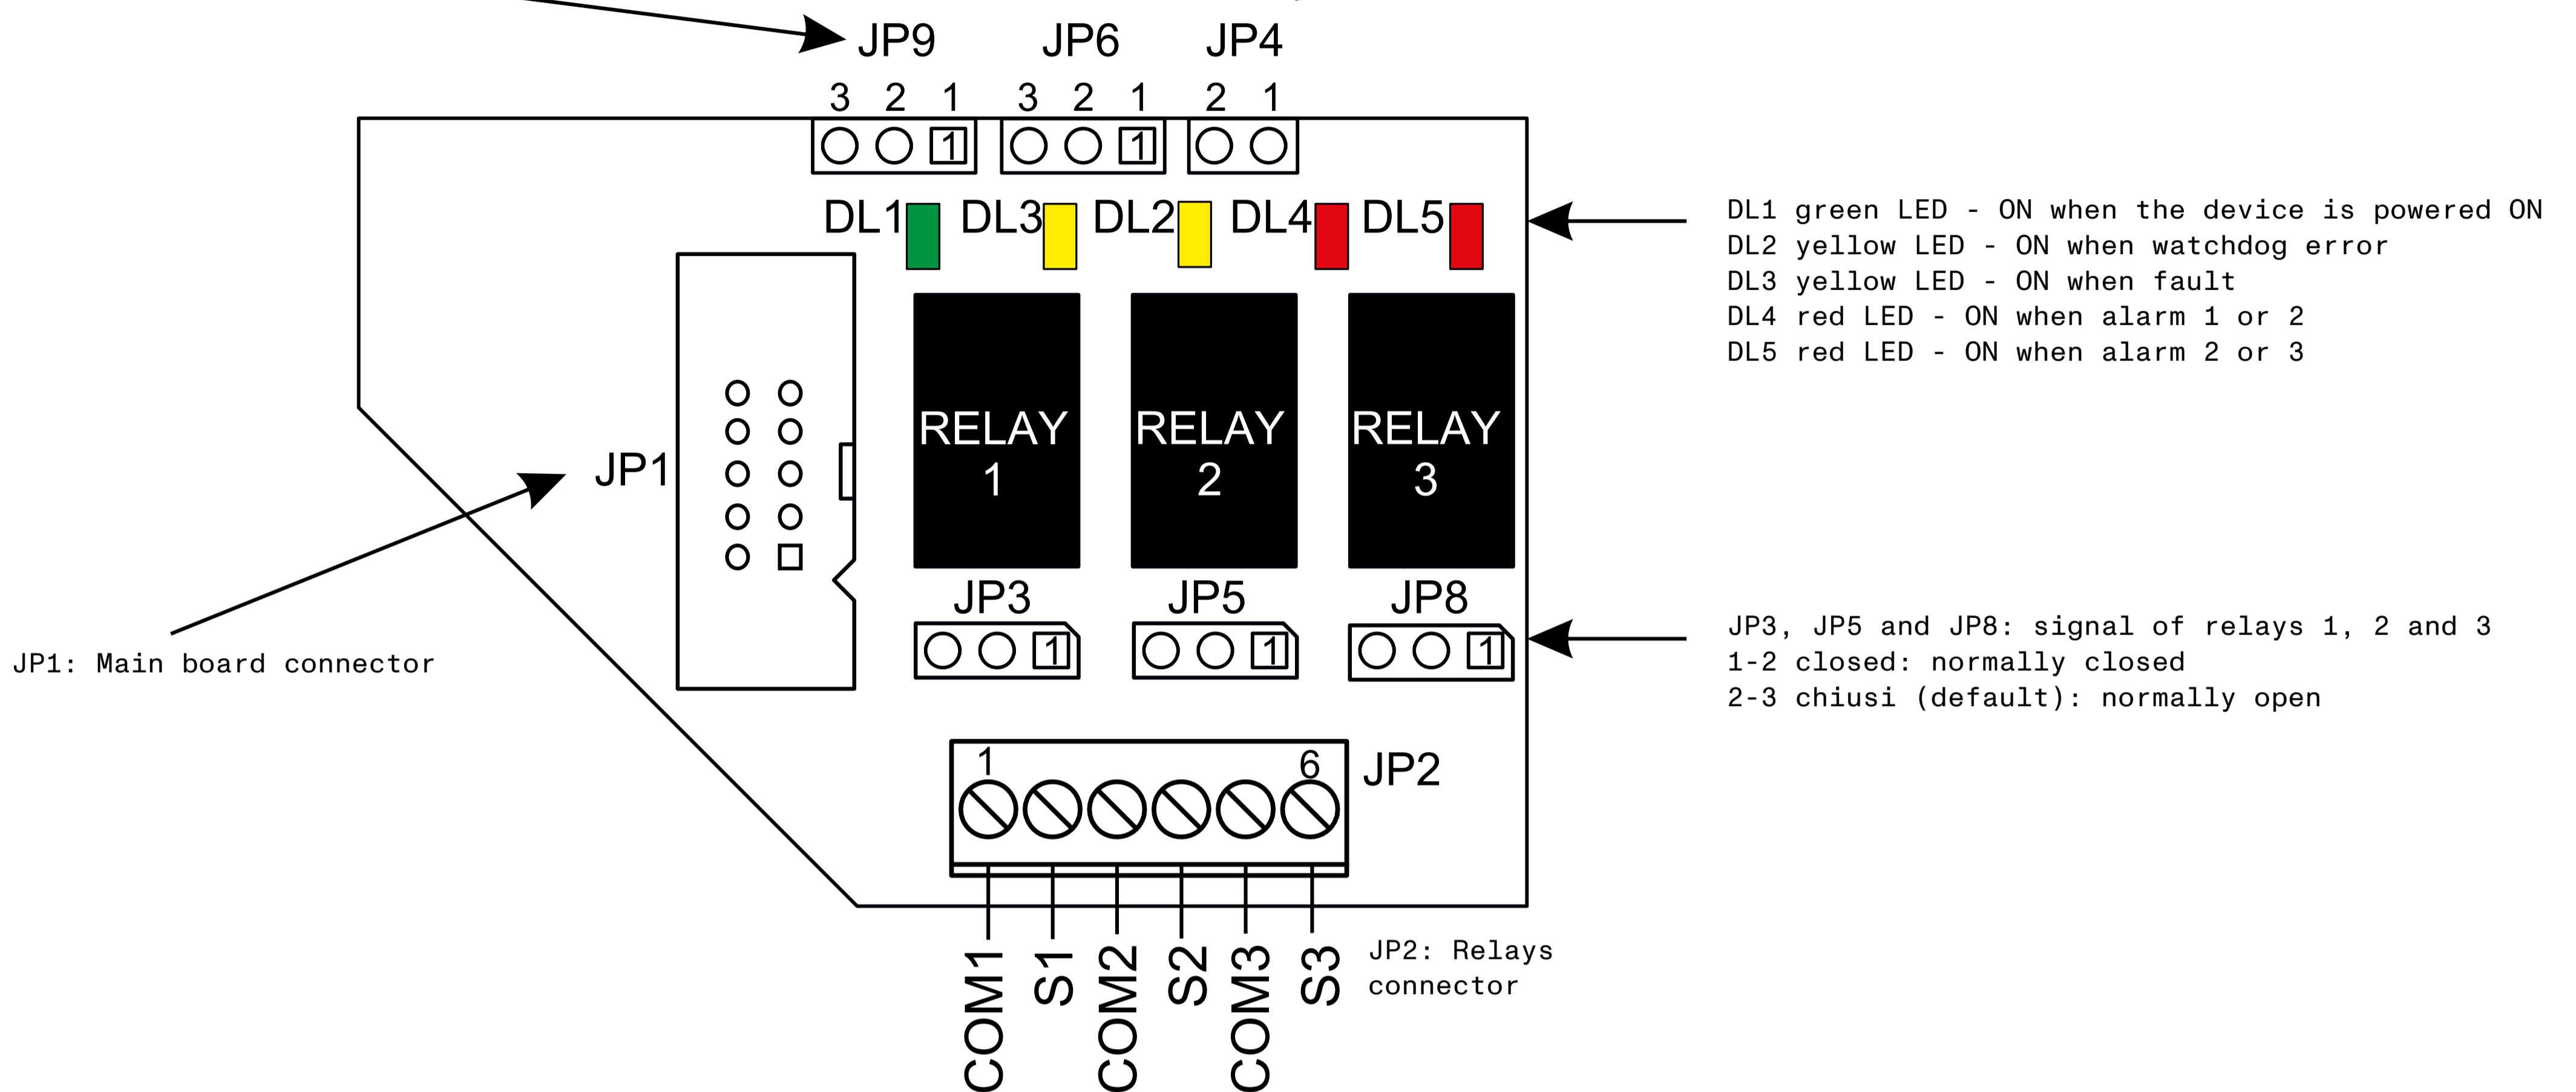 JP9 JP6 JP4
3 2 1 3 2 1 2 1
1 1
DL1 DL3 DL2 DL4 DL5
DL1 green LED - ON when the device is powered ON
DL2 yellow LED - ON when watchdog error
DL3 yellow LED - ON when fault
DL4 red LED - ON when alarm 1 or 2
DL5 red LED - ON when alarm 2 or 3
RELAY 1
RELAY 2
RELAY 3
JP1
JP1: Main board connector
JP3 JP5 JP8
1 1 1
JP3, JP5 and JP8: signal of relays 1, 2 and 3
1-2 closed: normally closed
2-3 chiusi (default): normally open
1 6 JP2
COM1 S1 COM2 S2 COM3 S3
JP2: Relays
connector